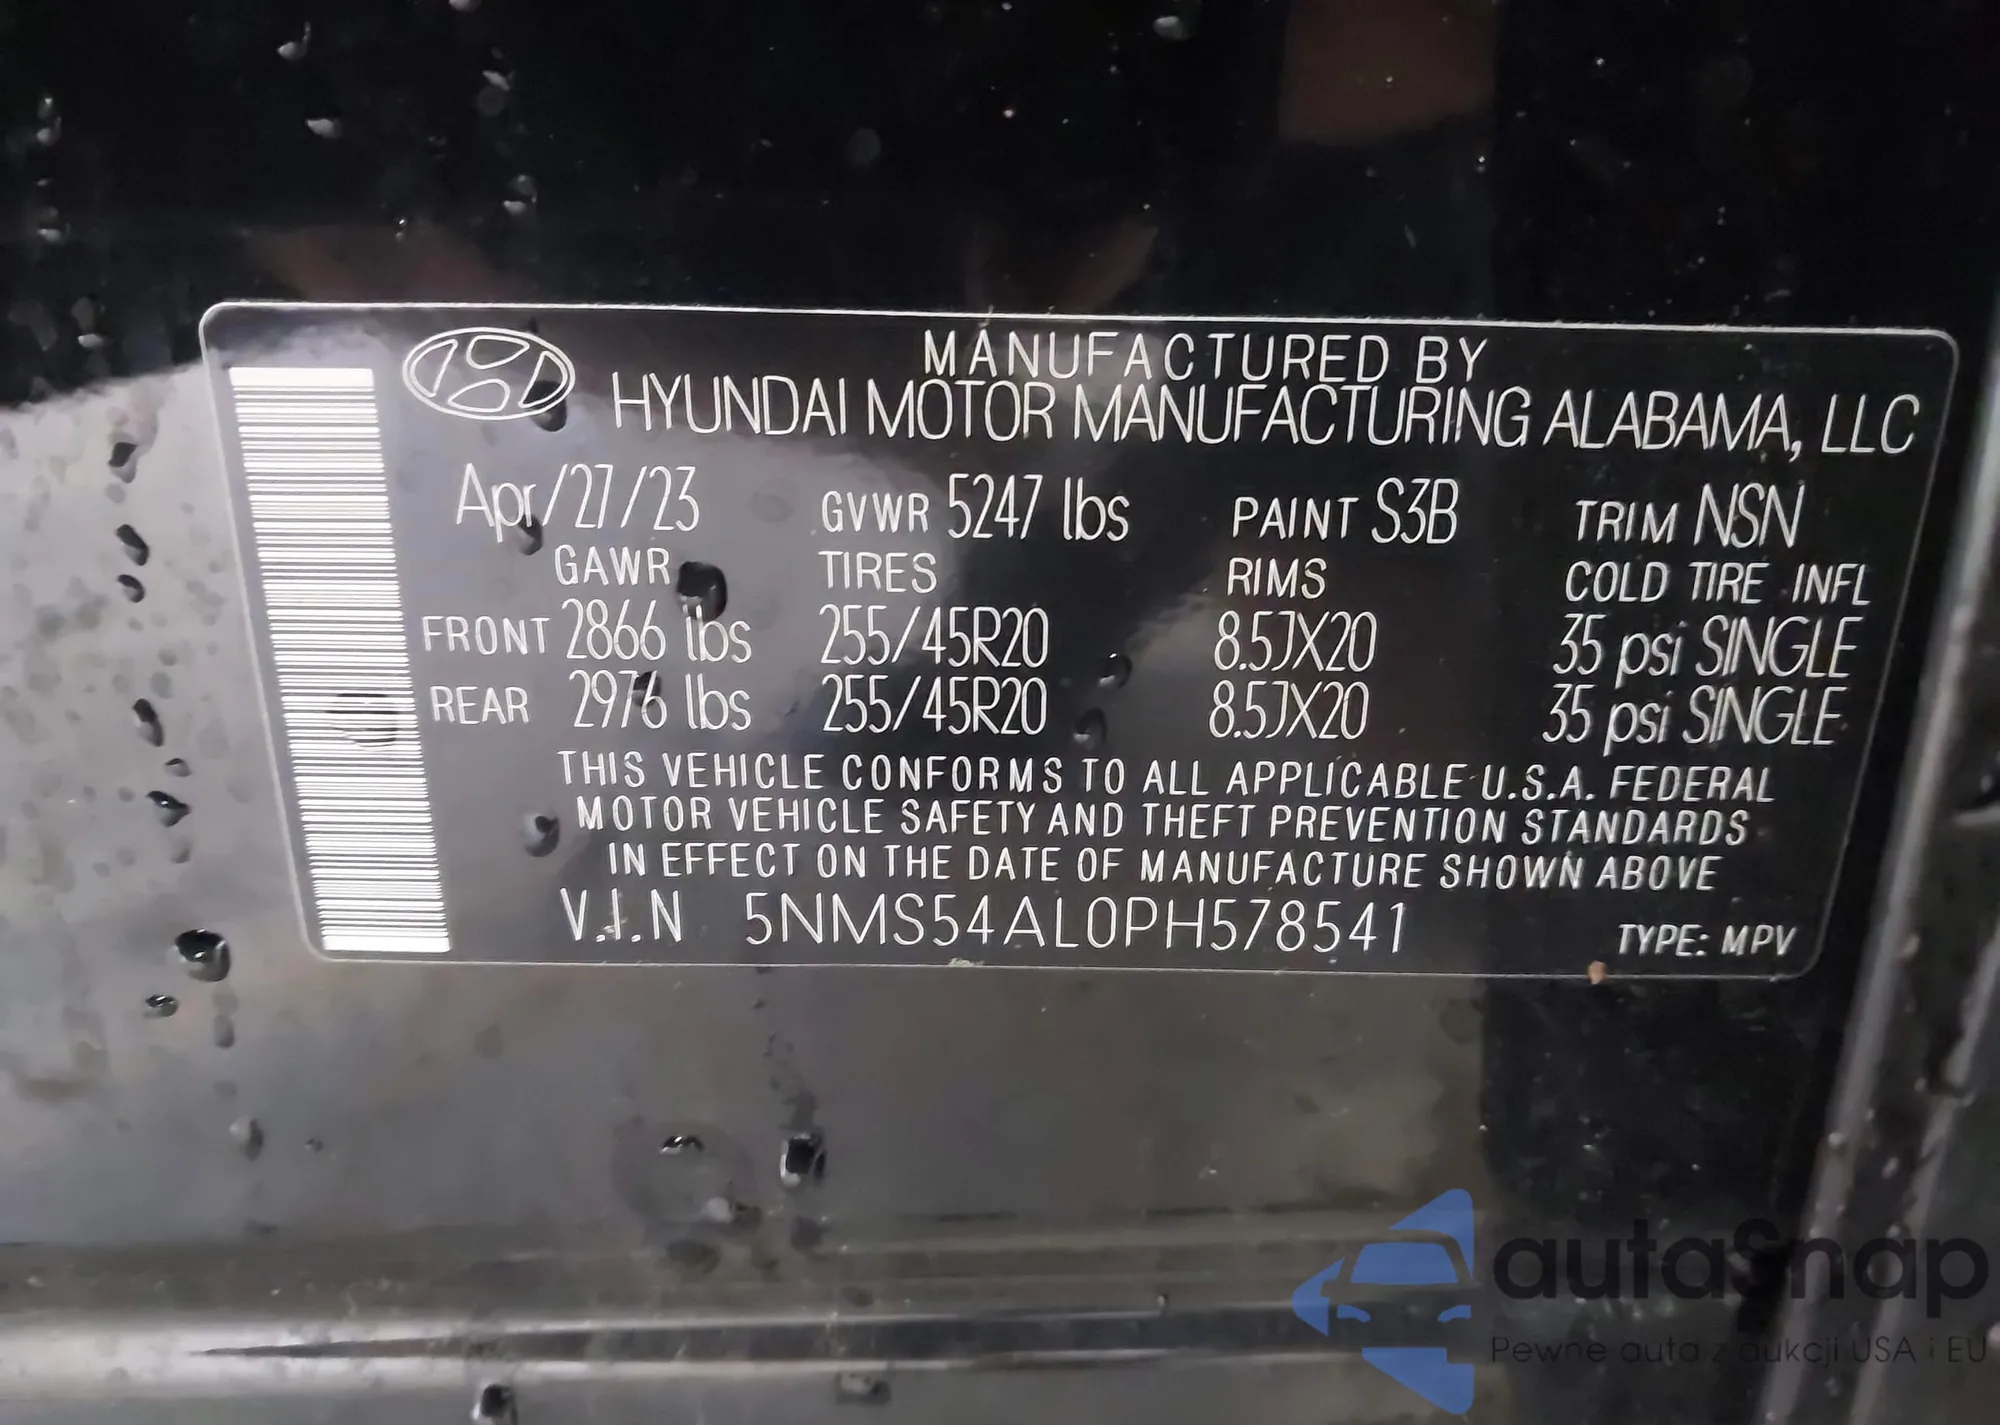 MANUFACTURED BY
HYUNDAI MOTOR MANUFACTURING ALABAMA, LLC
Apr/27/23 GVWR 5247 lbs PAINT S3B TRIM NSN
GAWR TIRES RIMS COLD TIRE INFL
FRONT 2866 lbs 255/45R20 8.5JX20 35 psi SINGLE
REAR 2976 lbs 255/45R20 8.5JX20 35 psi SINGLE
THIS VEHICLE CONFORMS TO ALL APPLICABLE U.S.A. FEDERAL
MOTOR VEHICLE SAFETY AND THEFT PREVENTION STANDARDS
IN EFFECT ON THE DATE OF MANUFACTURE SHOWN ABOVE
V.I.N 5NMS54AL0PH578541 TYPE: MPV
autaSnap
Pewne auta z aukcji USA i EU